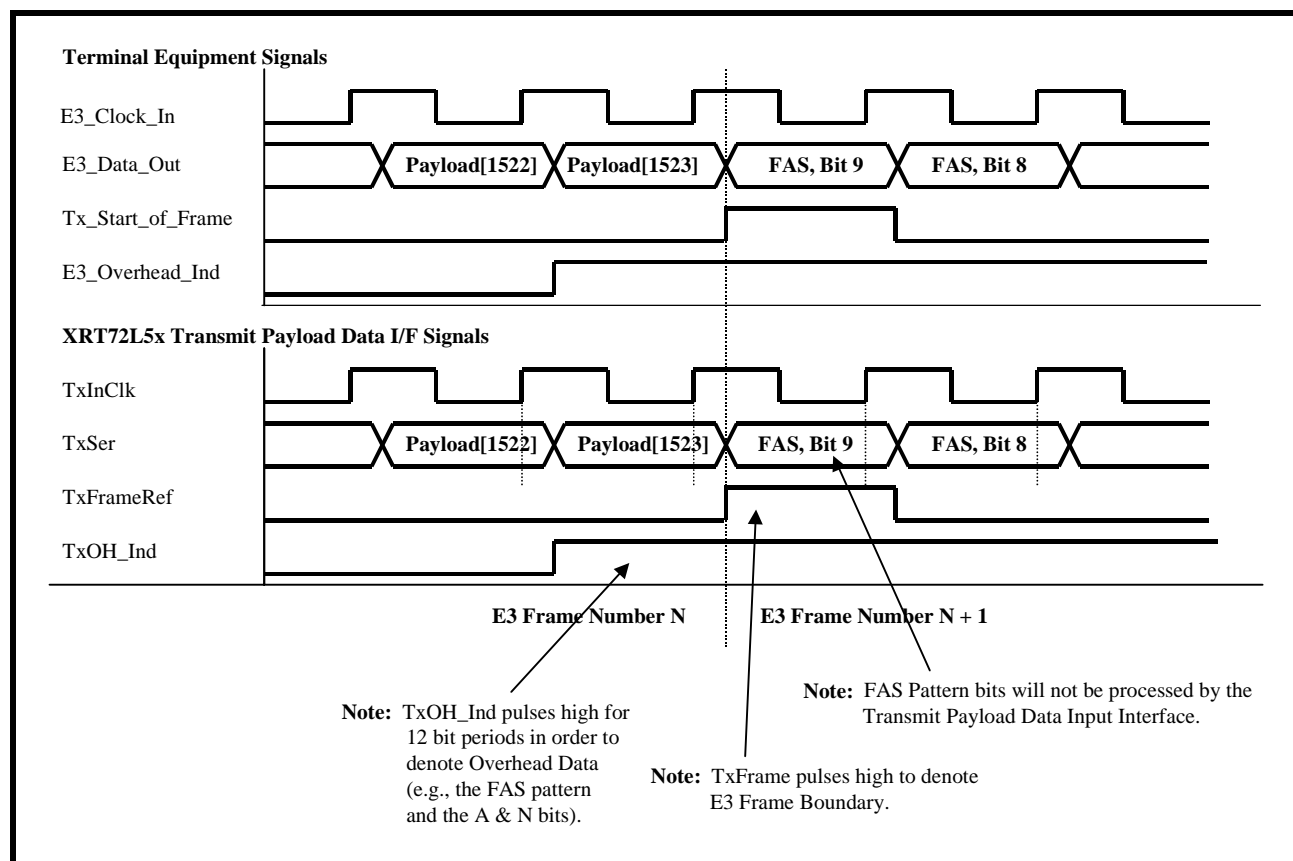 Terminal Equipment Signals
E3_Clock_In
E3_Data_Out
Payload[1522] Payload[1523] FAS, Bit 9 FAS, Bit 8
Tx_Start_of_Frame
E3_Overhead_Ind
XRT72L5x Transmit Payload Data I/F Signals
TxInClk
TxSer
Payload[1522] Payload[1523] FAS, Bit 9 FAS, Bit 8
TxFrameRef
TxOH_Ind
E3 Frame Number N E3 Frame Number N + 1
Note: FAS Pattern bits will not be processed by the
Transmit Payload Data Input Interface.
Note: TxOH_Ind pulses high for
12 bit periods in order to
denote Overhead Data
(e.g., the FAS pattern
and the A & N bits).
Note: TxFrame pulses high to denote
E3 Frame Boundary.